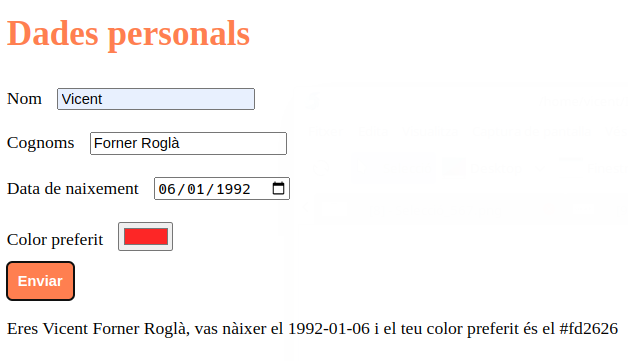 Dades personals
Nom Vicent
Cognoms Forner Roglà
Data de naixement 06/01/1992
Color preferit
Enviar
Eres Vicent Forner Roglà, vas nàixer el 1992-01-06 i el teu color preferit és el #fd2626